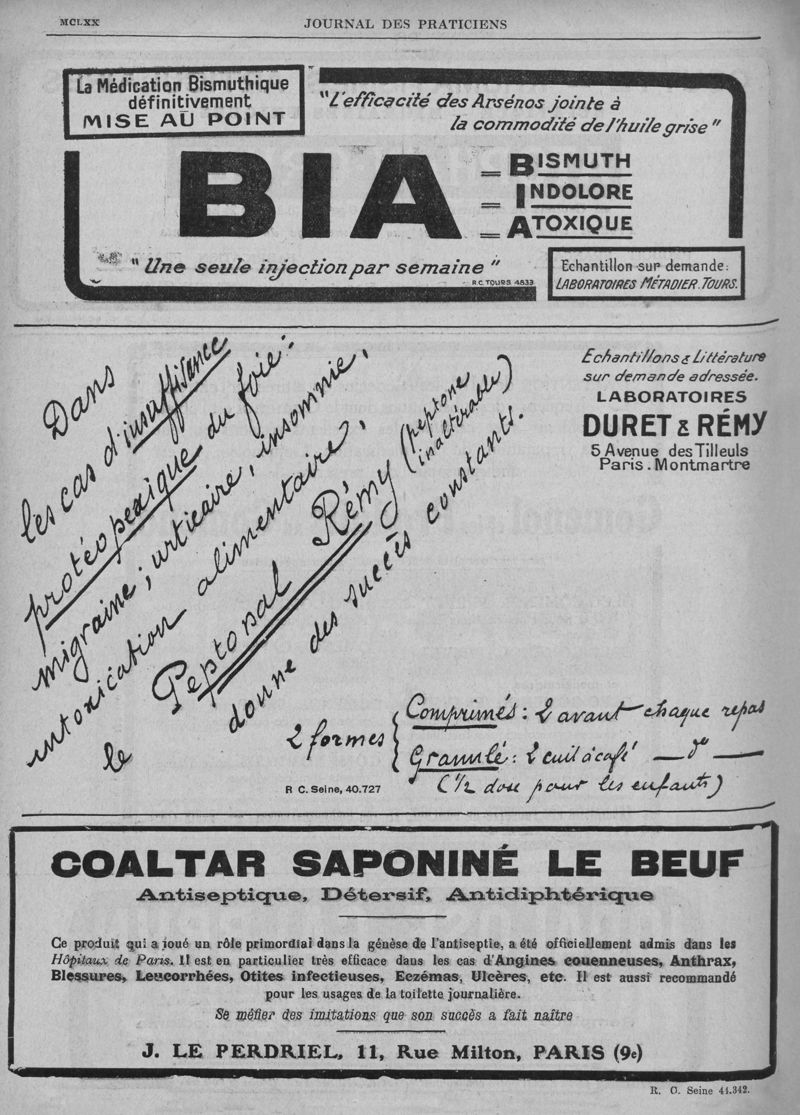 MCLXX
JOURNAL DES PRATICIENS
La Médication Bismuthique
définitivement
MISE AU POINT
"L'efficacité des Arsénos jointe à
la commodité de l'huile grise"
BIA
= BISMUTH
= INDOLORE
= ATOXIQUE
"Une seule injection par semaine"
R.C. TOURS 4833
Echantillon sur demande:
LABORATOIRES MÉTADIER. TOURS.
Dans
les cas d'insuffisence
protéopexique du foie:
migraine; urticaire, insomnie,
intoxication alimentaire,
le Peptonal Rémy (peptone
inaltérable)
donne des succès constants.
Echantillons & Littérature
sur demande adressée.
LABORATOIRES
DURET & RÉMY
5 Avenue des Tilleuls
Paris. Montmartre
2 formes
Comprimés: 2 avant chaque repas
Granulé: 2 cuil à café — do —
(1/2 dose pour les enfants)
R C. Seine, 40.727
COALTAR SAPONINÉ LE BEUF
Antiseptique, Détersif, Antidiphtérique
Ce produit qui a joué un rôle primordial dans la génèse de l'antiseptie, a été officiellement admis dans les
Hôpitaux de Paris. Il est en particulier très efficace dans les cas d'Angines couenneuses, Anthrax,
Blessures, Leucorrhées, Otites infectieuses, Eczémas, Ulcères, etc. Il est aussi recommandé
pour les usages de la toilette journalière.
Se méfier des imitations que son succès a fait naître
J. LE PERDRIEL, 11, Rue Milton, PARIS (9e)
R. C. Seine 41.342.